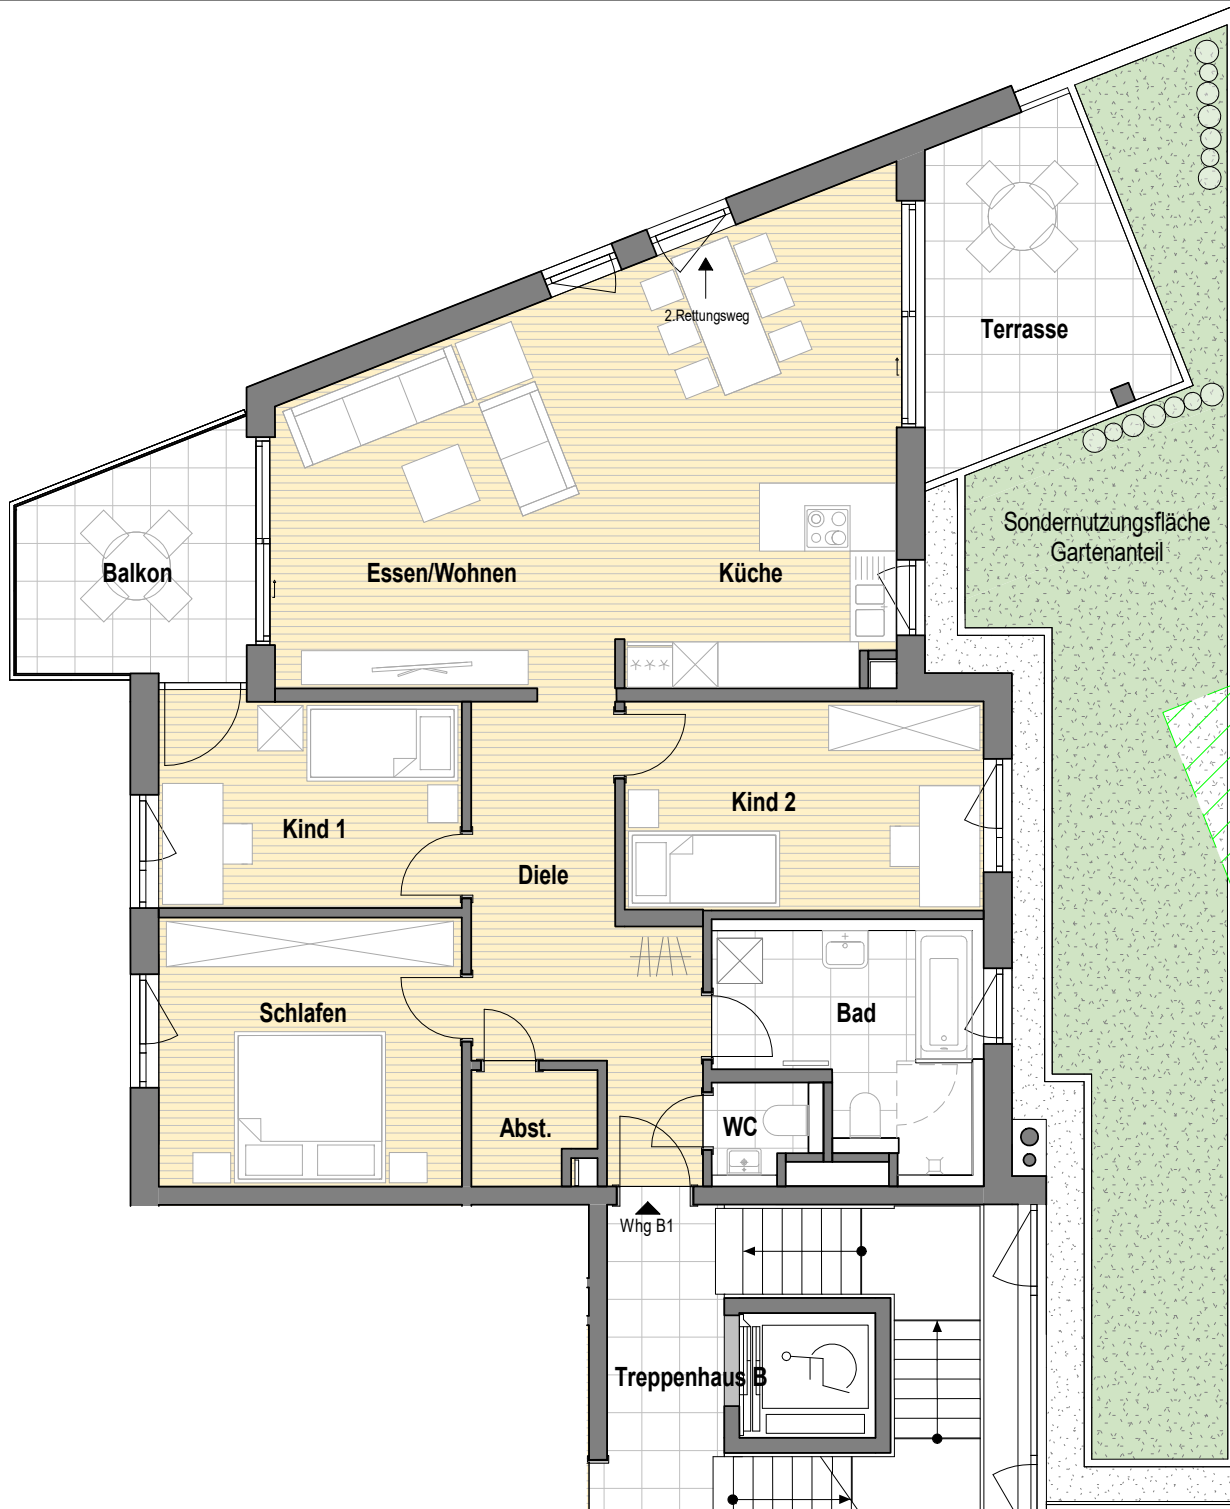 2.Rettungsweg
Terrasse
Sondernutzungsfläche
Gartenanteil
Balkon
Essen/Wohnen
Küche
Kind 1
Kind 2
Diele
Schlafen
Bad
Abst.
WC
Whg B1
Treppenhaus B